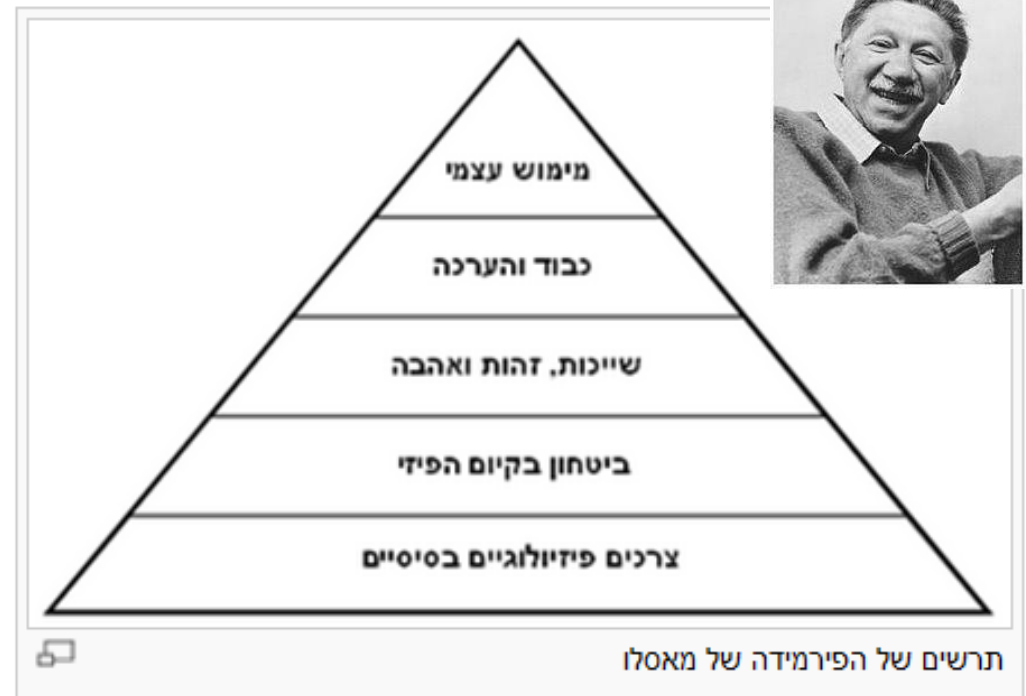 מימוש עצמי
כבוד והערכה
שייכות, זהות ואהבה
ביטחון בקיום הפיזי
צרכים פיזיולוגיים בסיסיים
תרשים של הפירמידה של מאסלו